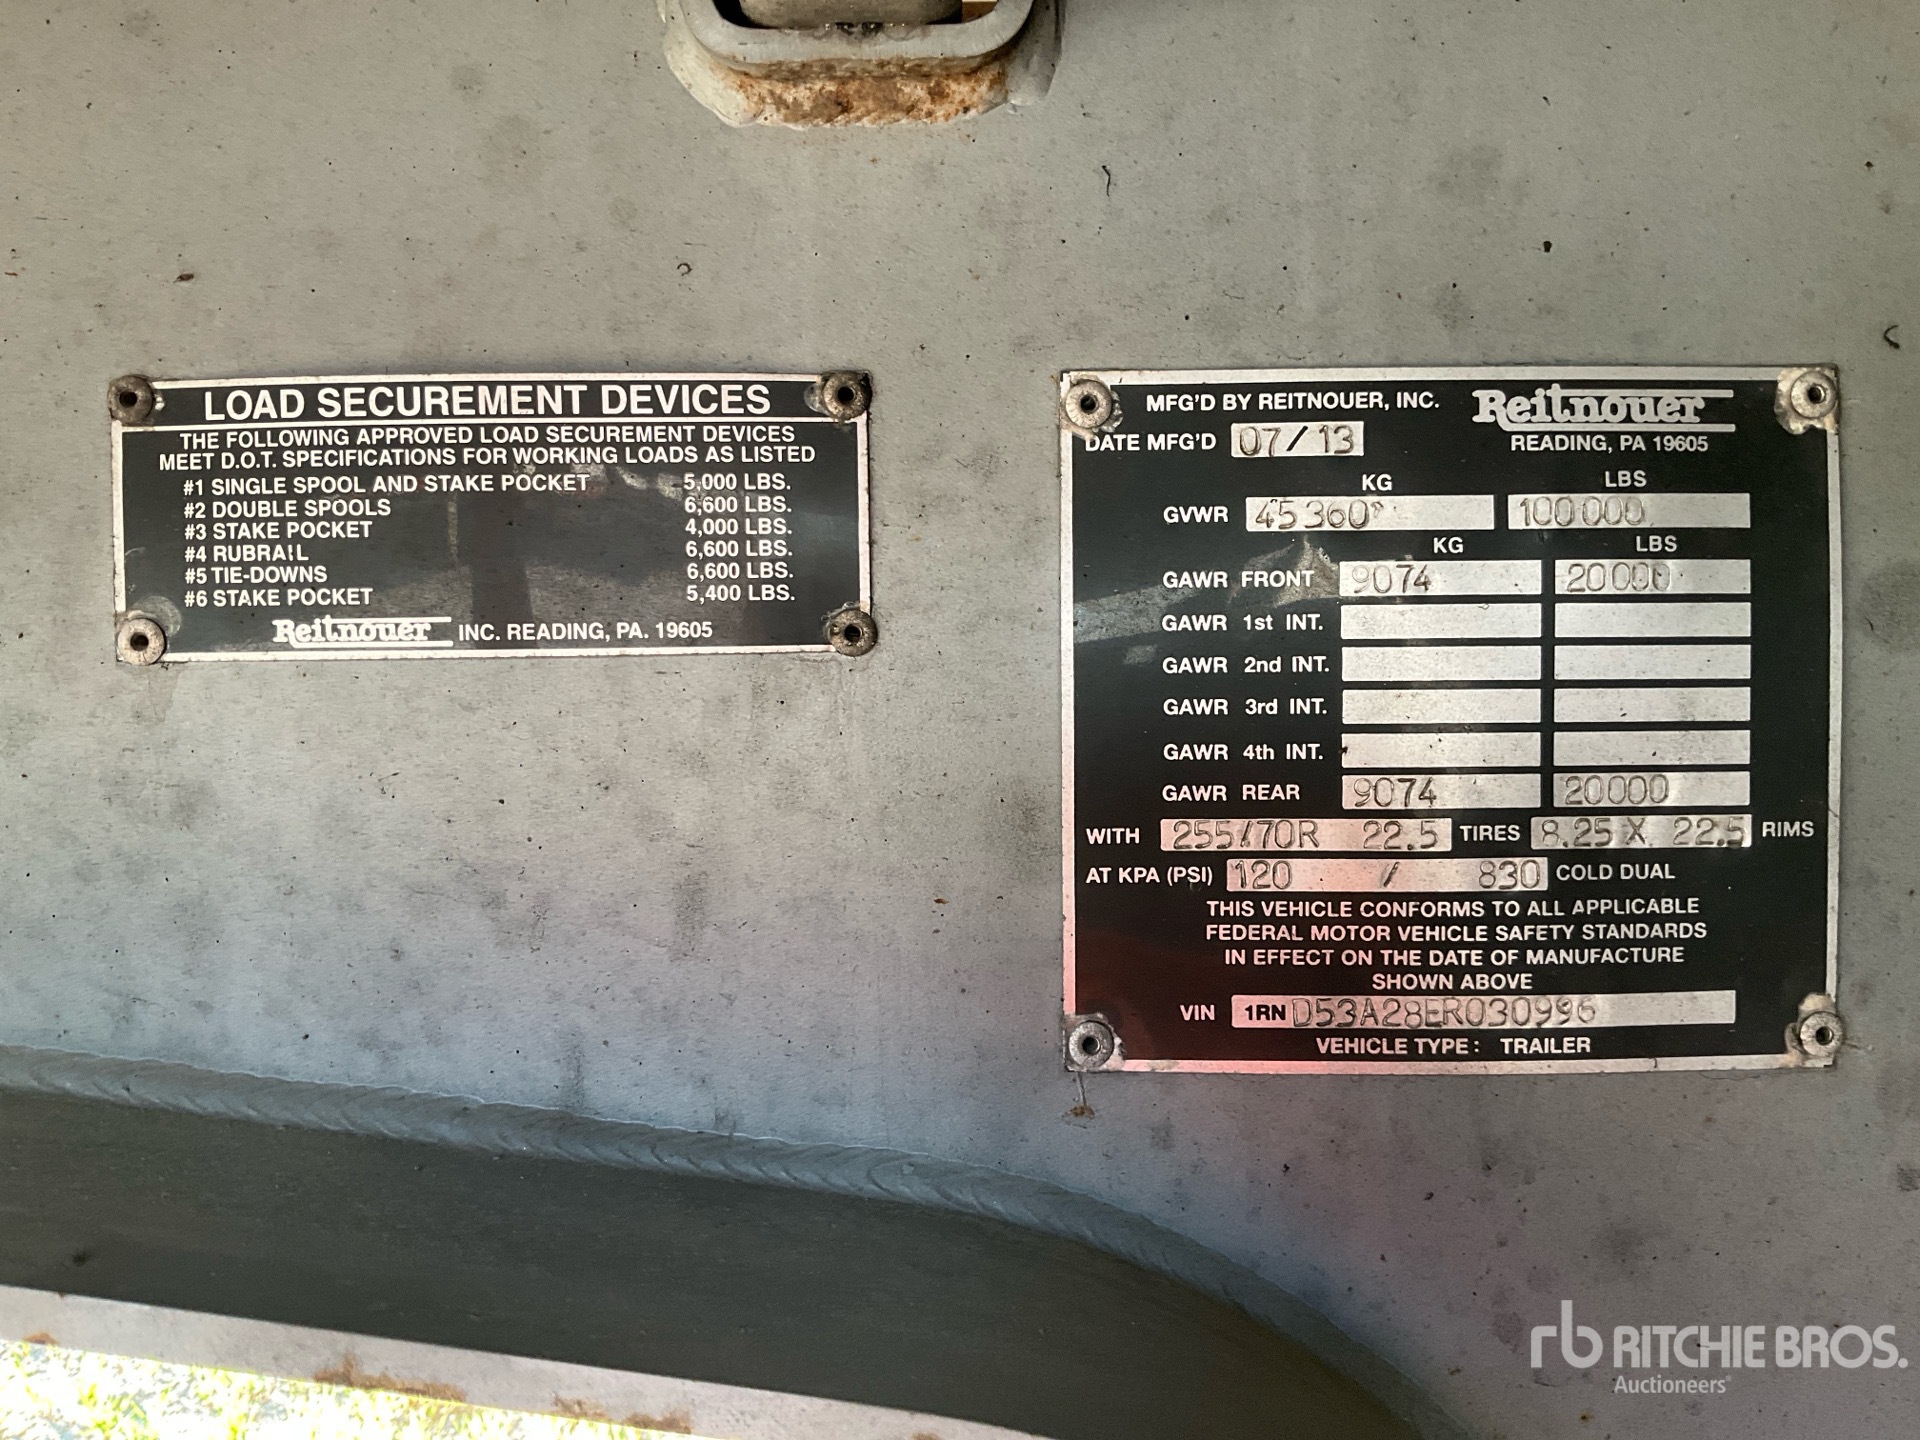 LOAD SECUREMENT DEVICES
THE FOLLOWING APPROVED LOAD SECUREMENT DEVICES
MEET D.O.T. SPECIFICATIONS FOR WORKING LOADS AS LISTED
#1 SINGLE SPOOL AND STAKE POCKET 5,000 LBS.
#2 DOUBLE SPOOLS 6,600 LBS.
#3 STAKE POCKET 4,000 LBS.
#4 RUBRAIL 6,600 LBS.
#5 TIE-DOWNS 6,600 LBS.
#6 STAKE POCKET 5,400 LBS.
Reitnouer INC. READING, PA. 19605
MFG'D BY REITNOUER, INC. Reitnouer
DATE MFG'D 07/13 READING, PA 19605
KG LBS
GVWR 45360 100000
KG LBS
GAWR FRONT 9074 20000
GAWR 1st INT.
GAWR 2nd INT.
GAWR 3rd INT.
GAWR 4th INT.
GAWR REAR 9074 20000
WITH 255/70R 22.5 TIRES 8.25 X 22.5 RIMS
AT KPA (PSI) 120 / 830 COLD DUAL
THIS VEHICLE CONFORMS TO ALL APPLICABLE
FEDERAL MOTOR VEHICLE SAFETY STANDARDS
IN EFFECT ON THE DATE OF MANUFACTURE
SHOWN ABOVE
VIN 1RND53A28ER030996
VEHICLE TYPE: TRAILER
rb RITCHIE BROS.
Auctioneers